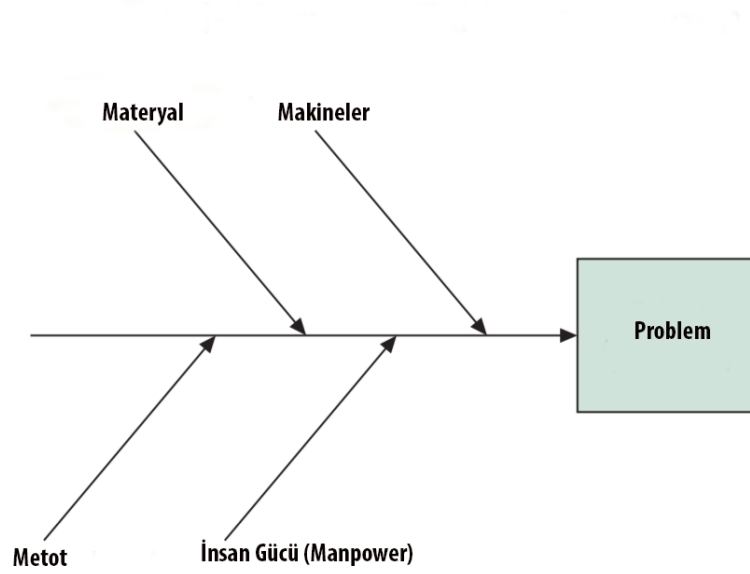 Materyal
Makineler
Problem
Metot
İnsan Gücü (Manpower)